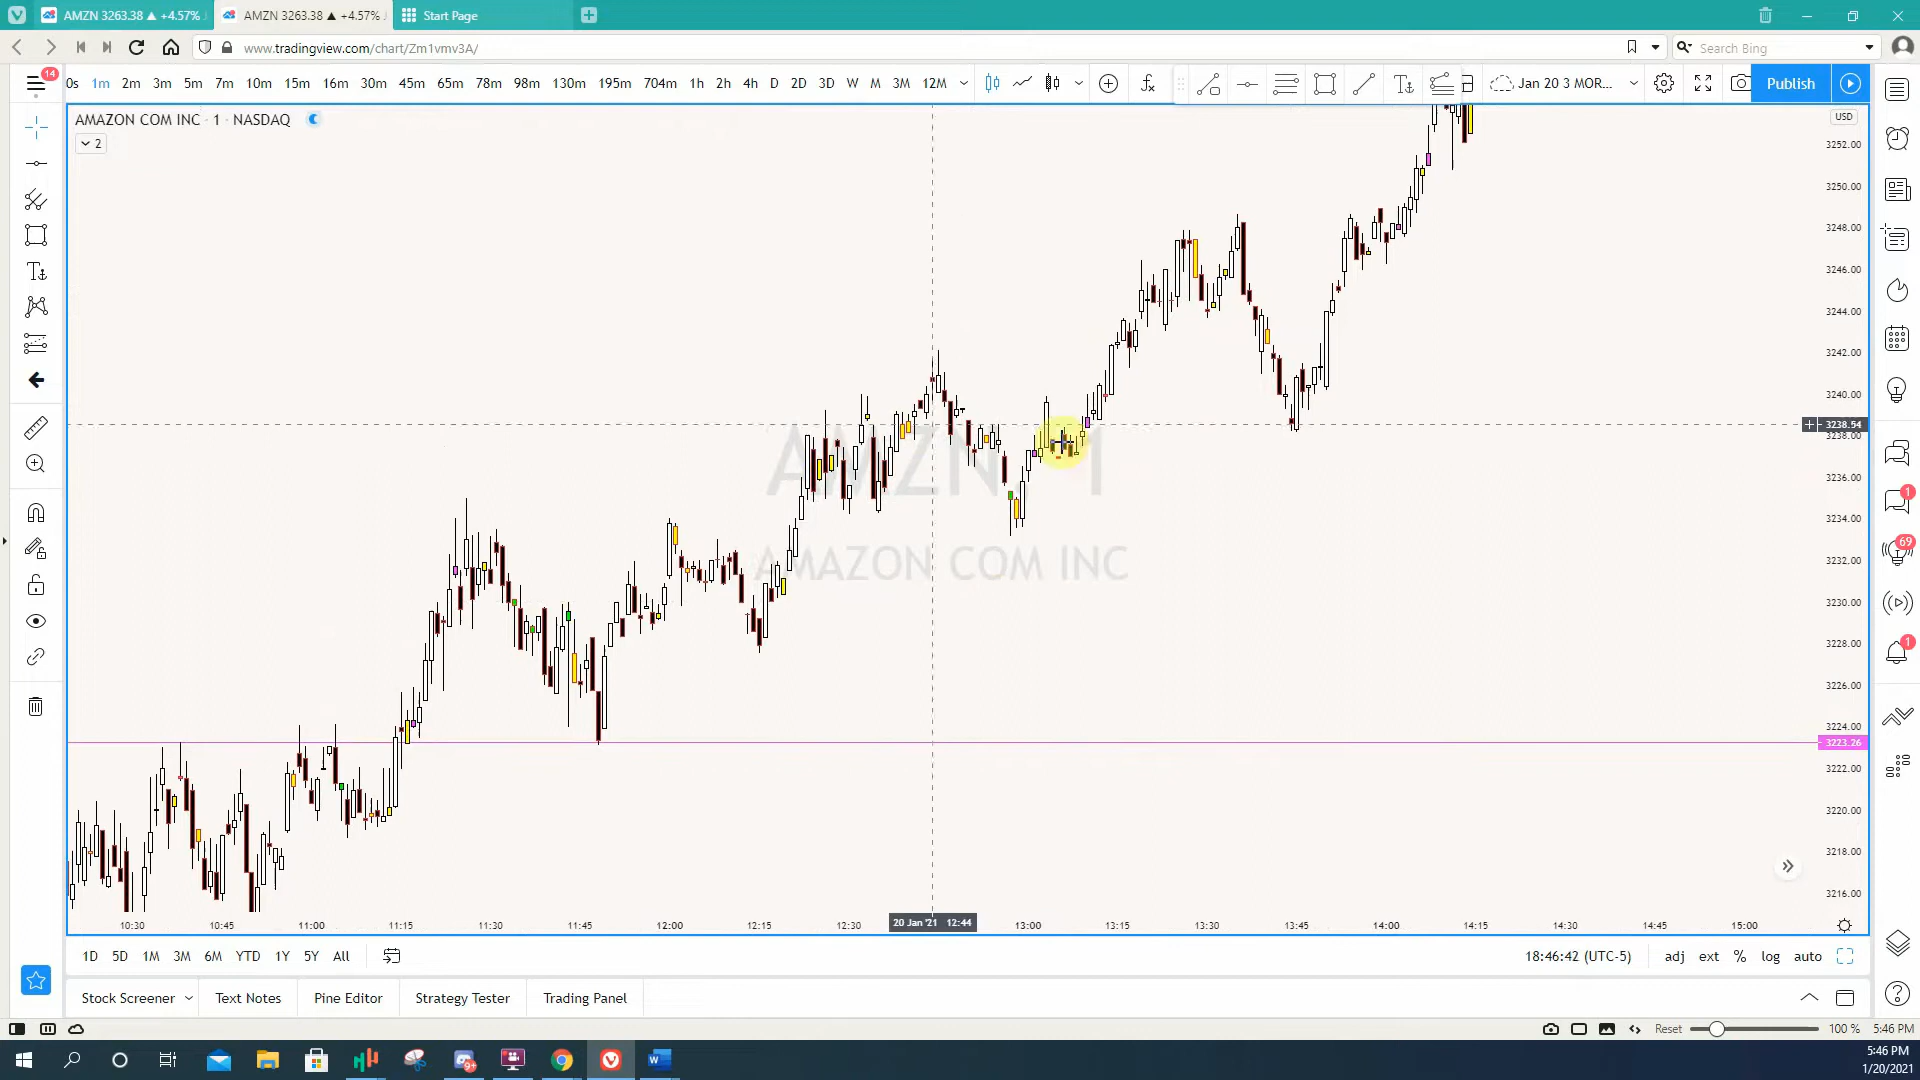 AMZN 3263.38 ▲ +4.57%
AMZN 3263.38 ▲ +4.57%
Start Page
www.tradingview.com/chart/Zm1vmv3A/
Search Bing
14
0s 1m 2m 3m 5m 7m 10m 15m 16m 30m 45m 65m 78m 98m 130m 195m 704m 1h 2h 4h D 2D 3D W M 3M 12M
Jan 20 3 MOR...
Publish
AMAZON COM INC · 1 · NASDAQ
2
USD
3252.00
3250.00
3248.00
3246.00
3244.00
3242.00
3240.00
3238.54
3238.00
3236.00
3234.00
3232.00
3230.00
3228.00
3226.00
3224.00
3223.26
3222.00
3220.00
3218.00
3216.00
AMZN, 1
AMAZON COM INC
1
69
1
10:30 10:45 11:00 11:15 11:30 11:45 12:00 12:15 12:30 20 Jan '21 12:44 13:00 13:15 13:30 13:45 14:00 14:15 14:30 14:45 15:00
1D 5D 1M 3M 6M YTD 1Y 5Y All
18:46:42 (UTC-5)
adj ext % log auto
Stock Screener Text Notes Pine Editor Strategy Tester Trading Panel
Reset 100 % 5:46 PM
9+
5:46 PM
1/20/2021